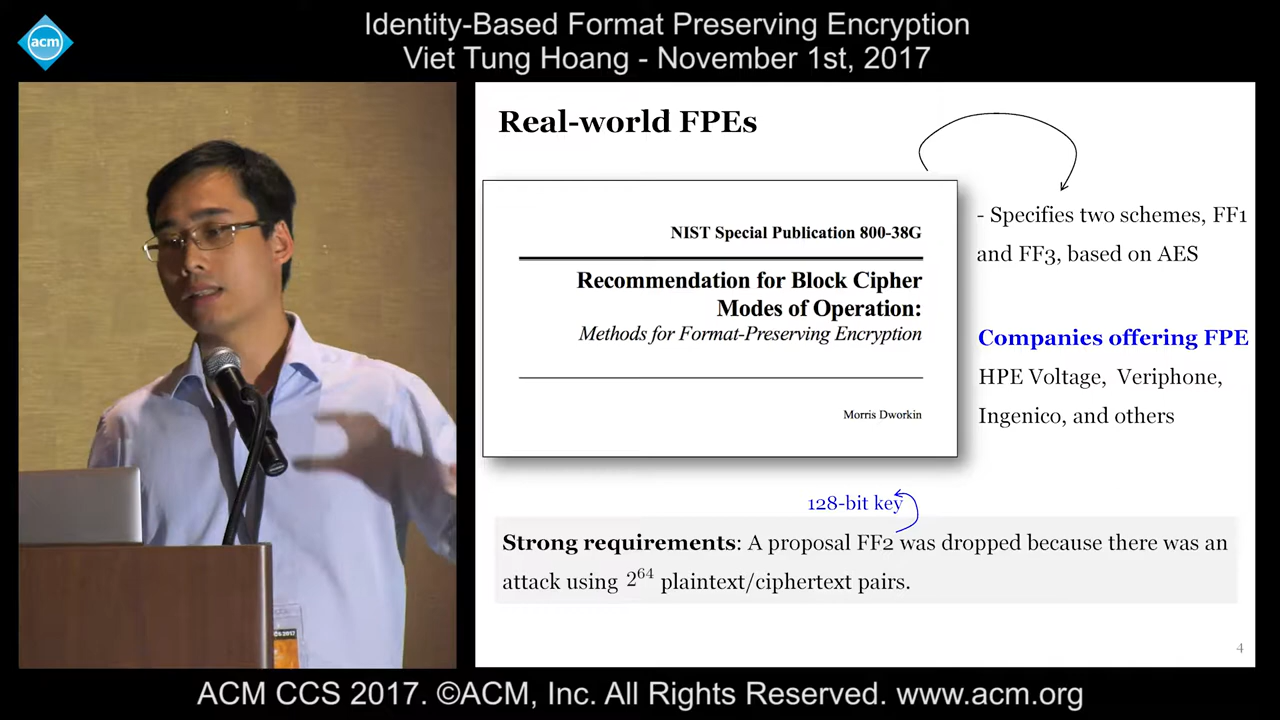 acm
Identity-Based Format Preserving Encryption
Viet Tung Hoang - November 1st, 2017
Real-world FPEs
NIST Special Publication 800-38G
Recommendation for Block Cipher
Modes of Operation:
Methods for Format-Preserving Encryption
Morris Dworkin
- Specifies two schemes, FF1
and FF3, based on AES
Companies offering FPE
HPE Voltage, Veriphone,
Ingenico, and others
128-bit key
Strong requirements: A proposal FF2 was dropped because there was an
attack using 2^64 plaintext/ciphertext pairs.
4
ACM CCS 2017. ©ACM, Inc. All Rights Reserved. www.acm.org